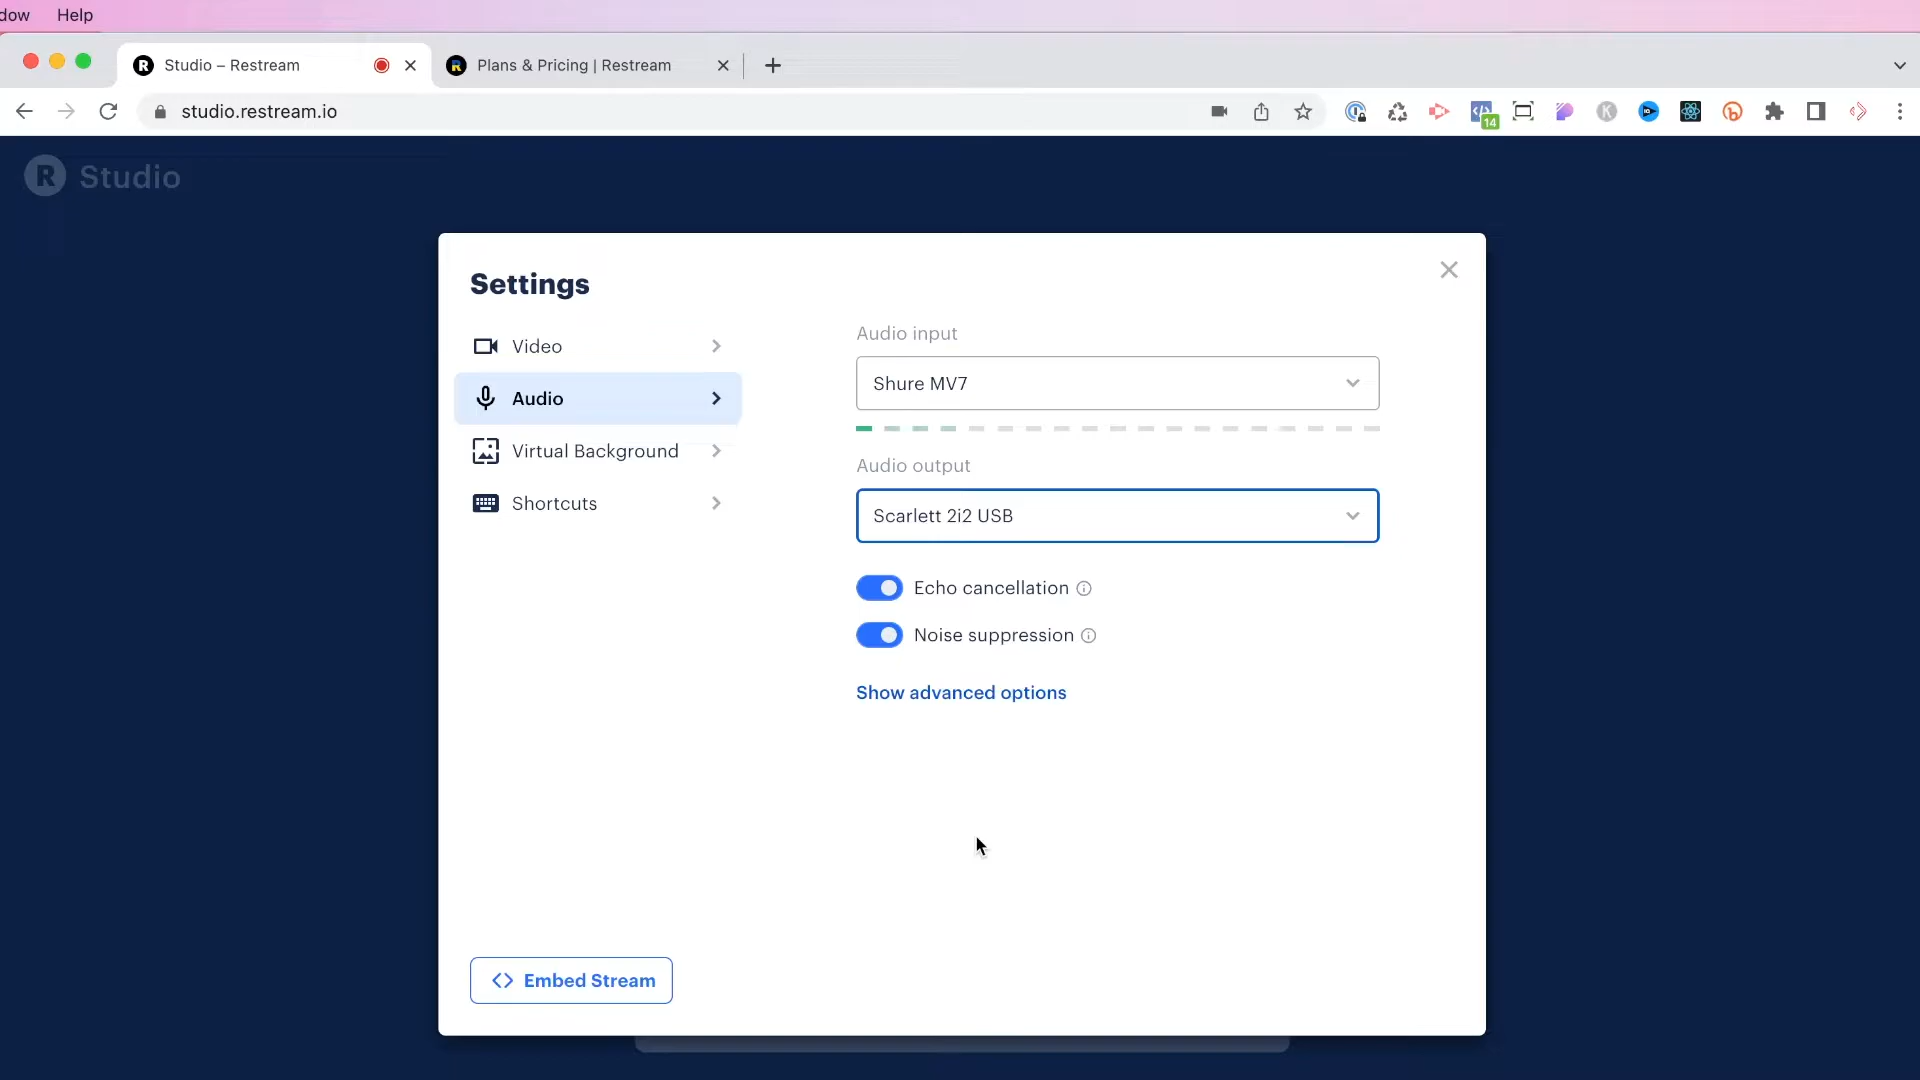 dow Help
Studio – Restream
Plans & Pricing | Restream
studio.restream.io
14
R Studio
Settings
Video
Audio
Virtual Background
Shortcuts
Audio input
Shure MV7
Audio output
Scarlett 2i2 USB
Echo cancellation
Noise suppression
Show advanced options
<> Embed Stream